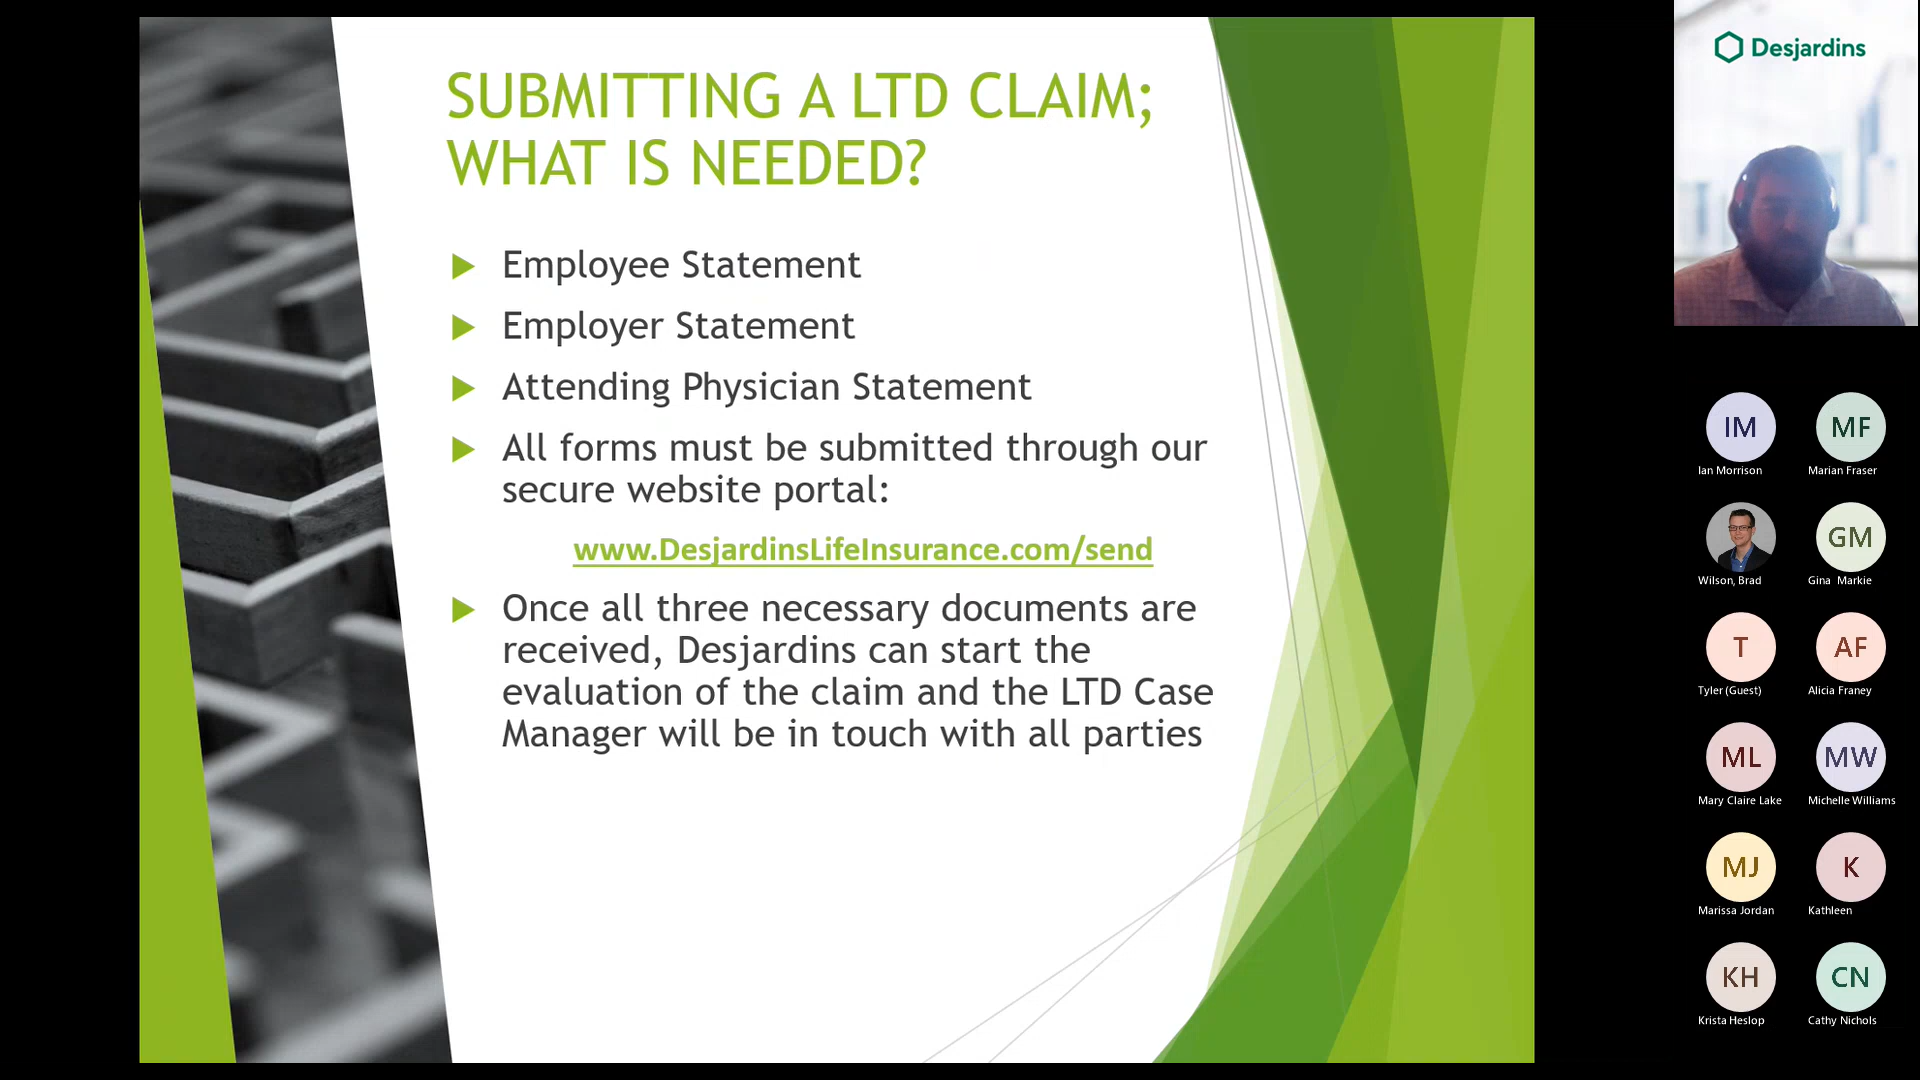 SUBMITTING A LTD CLAIM;
WHAT IS NEEDED?
Employee Statement
Employer Statement
Attending Physician Statement
All forms must be submitted through our
secure website portal:
www.DesjardinsLifeInsurance.com/send
Once all three necessary documents are
received, Desjardins can start the
evaluation of the claim and the LTD Case
Manager will be in touch with all parties
Desjardins
IM
MF
Ian Morrison
Marian Fraser
GM
Wilson, Brad
Gina Markie
T
AF
Tyler (Guest)
Alicia Franey
ML
MW
Mary Claire Lake
Michelle Williams
MJ
K
Marissa Jordan
Kathleen
KH
CN
Krista Heslop
Cathy Nichols